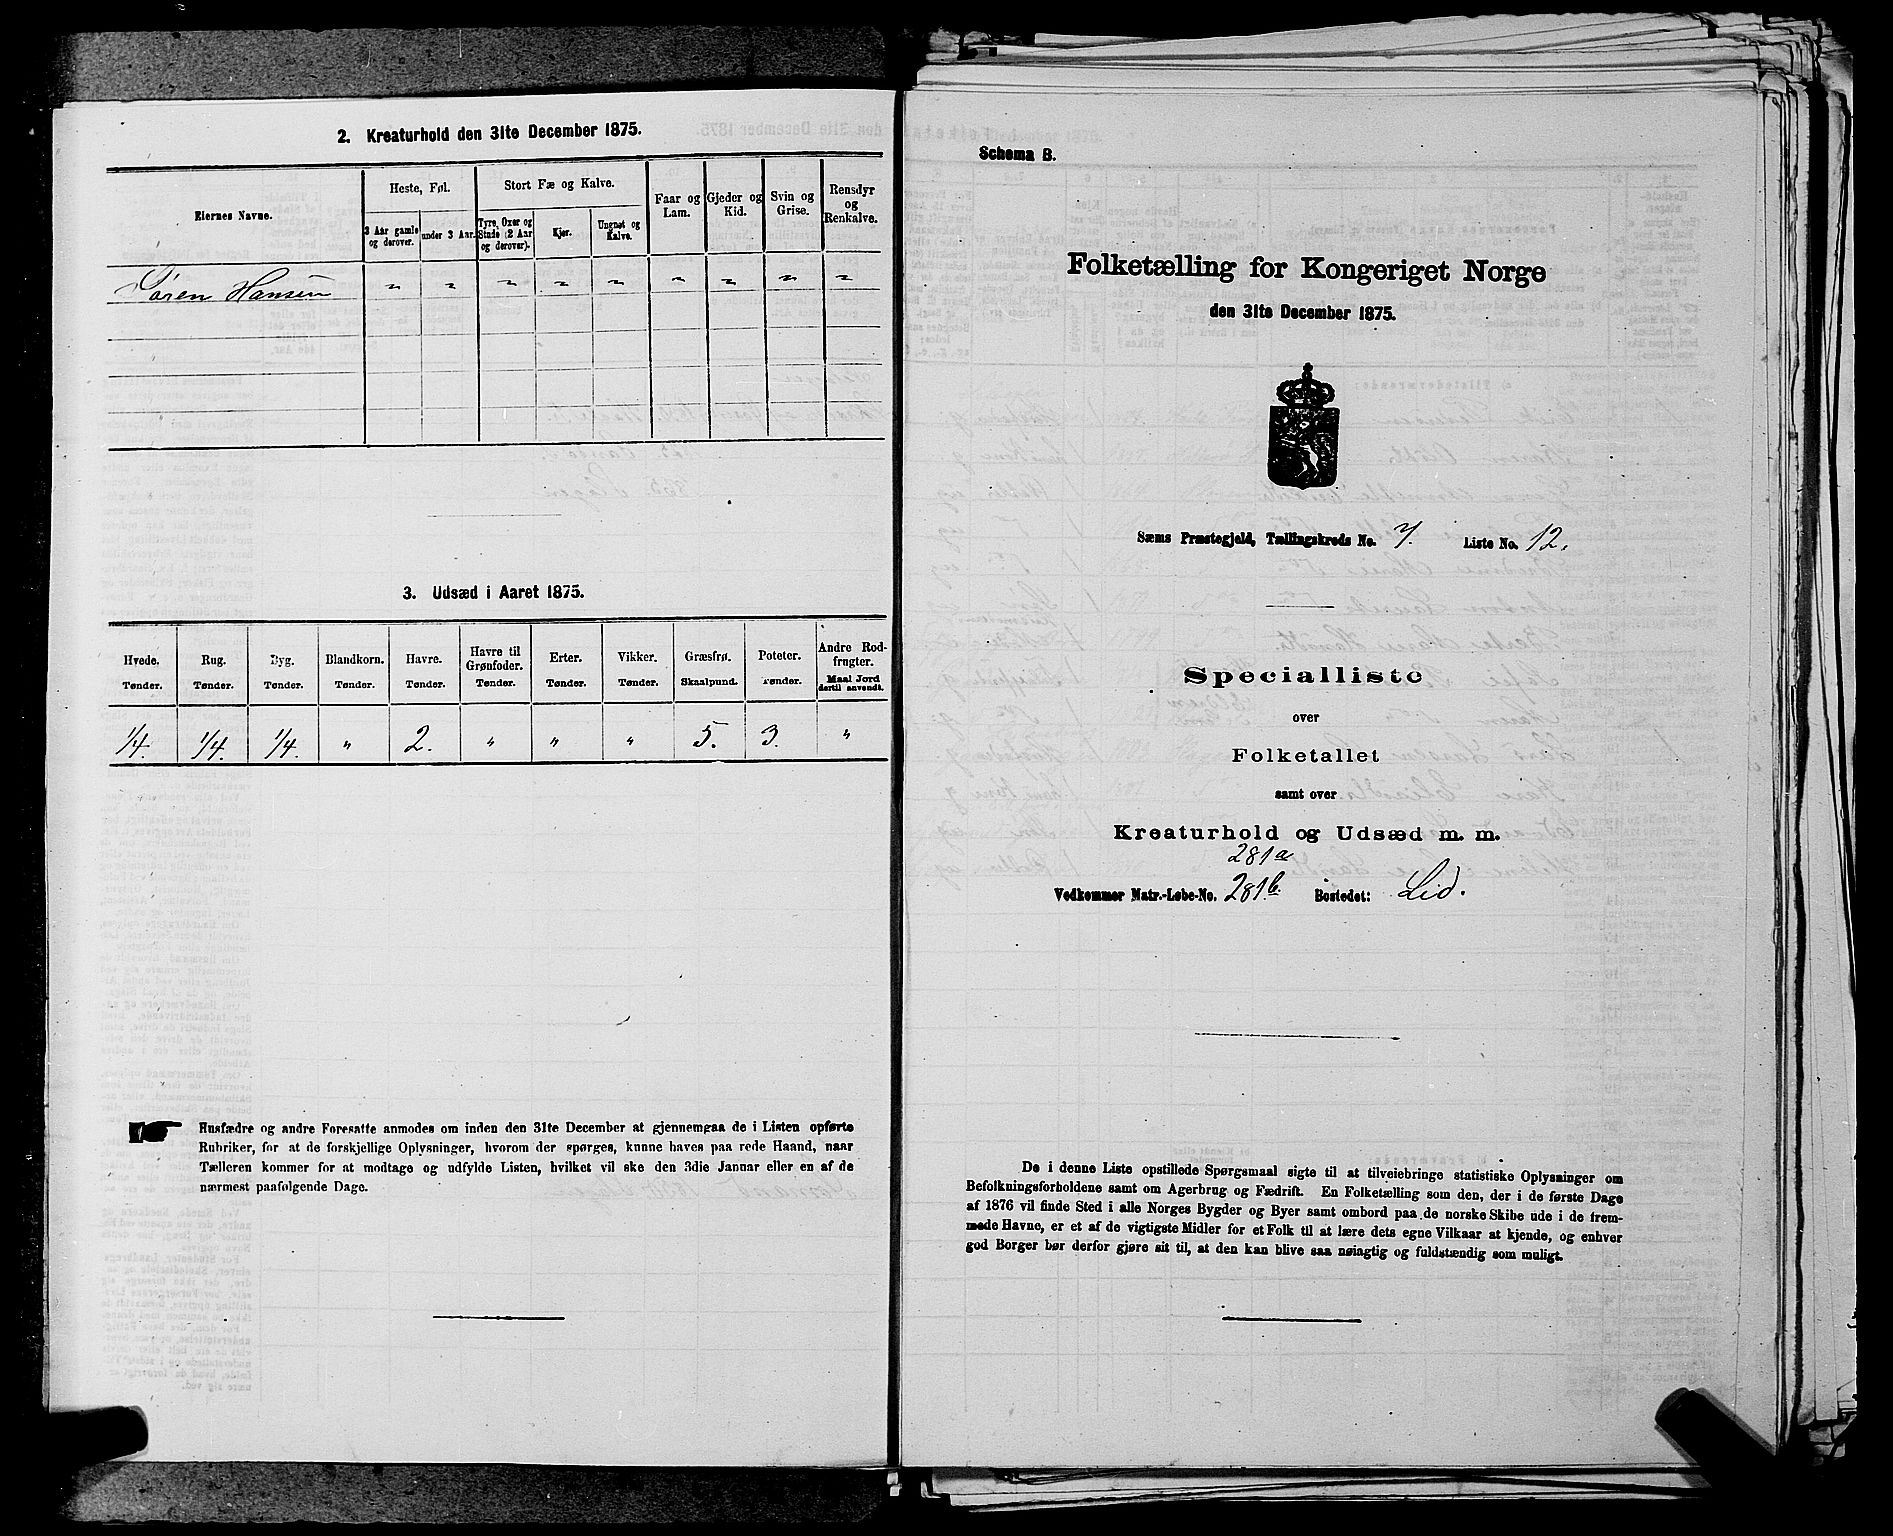 2. Kreaturhold den 31te December 1875.
Eiernes Navne.
Heste, Føl.
3 Aar gamle og derover.
under 3 Aar.
Stort Fæ og Kalve.
Tyre, Oxer og Stude (2 Aar og derover).
Kjør.
Ungnøt og Kalve.
Faar og Lam.
Gjeder og Kid.
Svin og Grise.
Rensdyr og Renkalve.
Søren Hansen " " " " " " " " "
3. Udsæd i Aaret 1875.
Hvede. Rug. Byg. Blandkorn. Havre. Havre til Grønfoder. Erter. Vikker. Græsfrø. Poteter. Andre Rodfrugter.
Tønder. Tønder. Tønder. Tønder. Tønder. Tønder. Tønder. Tønder. Skaalpund. Tønder. Maal Jord dertil anvendt.
1/4. 1/4. 1/4. " 2. " " " 5. 3. "
Husfædre og andre Foresatte anmodes om inden den 31te December at gjennemgaa de i Listen opførte
Rubriker, for at de forskjellige Oplysninger, hvorom der spørges, kunne haves paa rede Haand, naar
Tælleren kommer for at modtage og udfylde Listen, hvilket vil ske den 3die Januar eller en af de
nærmest paafølgende Dage.
Schema B.
Folketælling for Kongeriget Norge
den 31te December 1875.
Sæms Præstegjeld, Tællingskreds No. 7. Liste No. 12.
Specialliste
over
Folketallet
samt over
Kreaturhold og Udsæd m. m.
281a
Vedkommer Matr.-Løbe-No. 281b. Bostedet: Lid.
De i denne Liste opstillede Spørgsmaal sigte til at tilveiebringe statistiske Oplysninger om
Befolkningsforholdene samt om Agerbrug og Fædrift. En Folketælling som den, der i de første Dage
af 1876 vil finde Sted i alle Norges Bygder og Byer samt ombord paa de norske Skibe ude i de frem-
mede Havne, er et af de vigtigste Midler for et Folk til at lære dets egne Vilkaar at kjende, og enhver
god Borger bør derfor gjøre sit til, at den kan blive saa nøiagtig og fuldstændig som muligt.